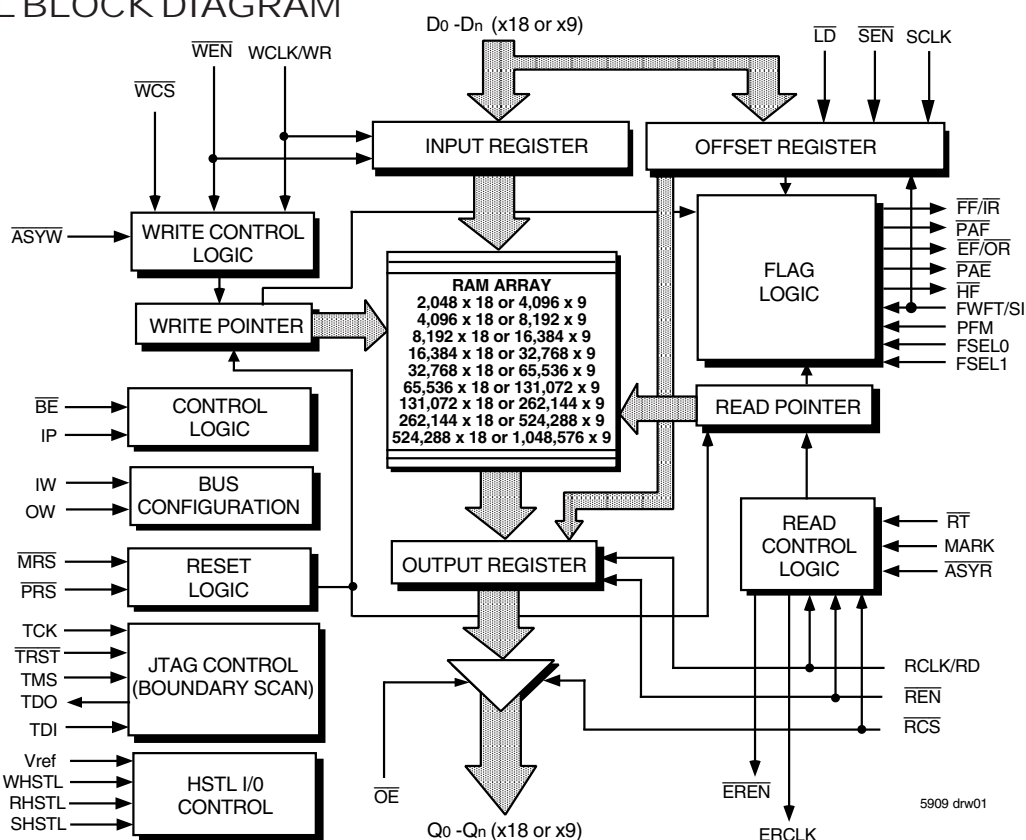 L BLOCK DIAGRAM
D0 -Dn (x18 or x9)
WEN
WCLK/WR
LD
SEN
SCLK
WCS
INPUT REGISTER
OFFSET REGISTER
ASYW
WRITE CONTROL
LOGIC
FF/IR
PAF
EF/OR
PAE
HF
FWFT/SI
PFM
FSEL0
FSEL1
FLAG
LOGIC
RAM ARRAY
2,048 x 18 or 4,096 x 9
4,096 x 18 or 8,192 x 9
8,192 x 18 or 16,384 x 9
16,384 x 18 or 32,768 x 9
32,768 x 18 or 65,536 x 9
65,536 x 18 or 131,072 x 9
131,072 x 18 or 262,144 x 9
262,144 x 18 or 524,288 x 9
524,288 x 18 or 1,048,576 x 9
WRITE POINTER
READ POINTER
BE
IP
CONTROL
LOGIC
IW
OW
BUS
CONFIGURATION
READ
CONTROL
LOGIC
RT
MARK
ASYR
MRS
PRS
RESET
LOGIC
OUTPUT REGISTER
TCK
TRST
TMS
TDO
TDI
JTAG CONTROL
(BOUNDARY SCAN)
RCLK/RD
REN
RCS
Vref
WHSTL
RHSTL
SHSTL
HSTL I/0
CONTROL
OE
EREN
5909 drw01
Q0 -Qn (x18 or x9)
ERCLK